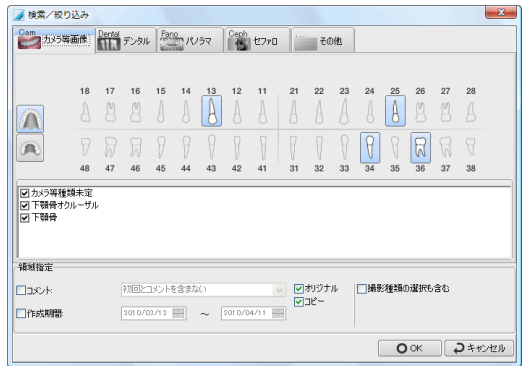 検索/絞り込み
Cam カメラ等画像 Dental デンタル Pano パノラマ Ceph セファロ その他
18 17 16 15 14 13 12 11 21 22 23 24 25 26 27 28
48 47 46 45 44 43 42 41 31 32 33 34 35 36 37 38
カメラ等種類未定
下顎骨オクルーザル
下顎骨
領域指定
コメント: 初回とコメントを含まない オリジナル 撮影種類の選択も含む
コピー
作成期間: 2010/03/12 ～ 2010/04/11
OK キャンセル